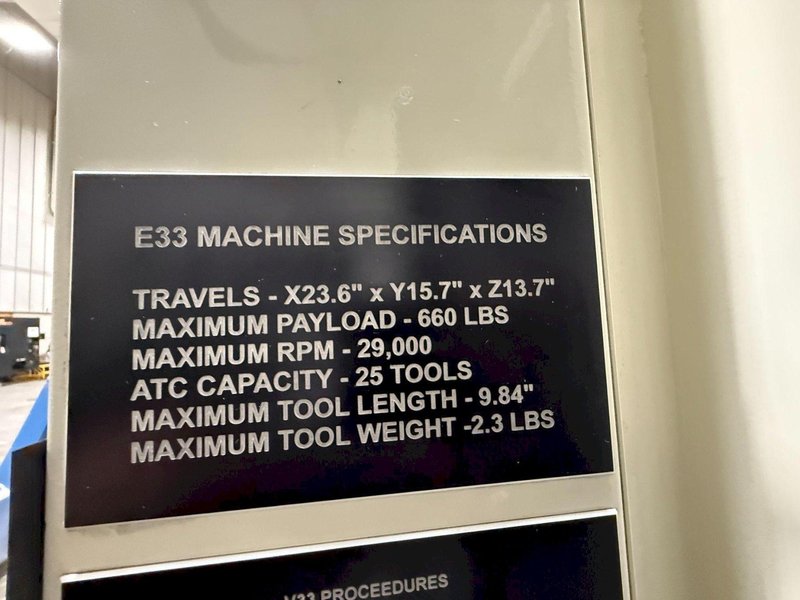 E33 MACHINE SPECIFICATIONS
TRAVELS - X23.6" x Y15.7" x Z13.7"
MAXIMUM PAYLOAD - 660 LBS
MAXIMUM RPM - 29,000
ATC CAPACITY - 25 TOOLS
MAXIMUM TOOL LENGTH - 9.84"
MAXIMUM TOOL WEIGHT -2.3 LBS
V33 PROCEEDURES